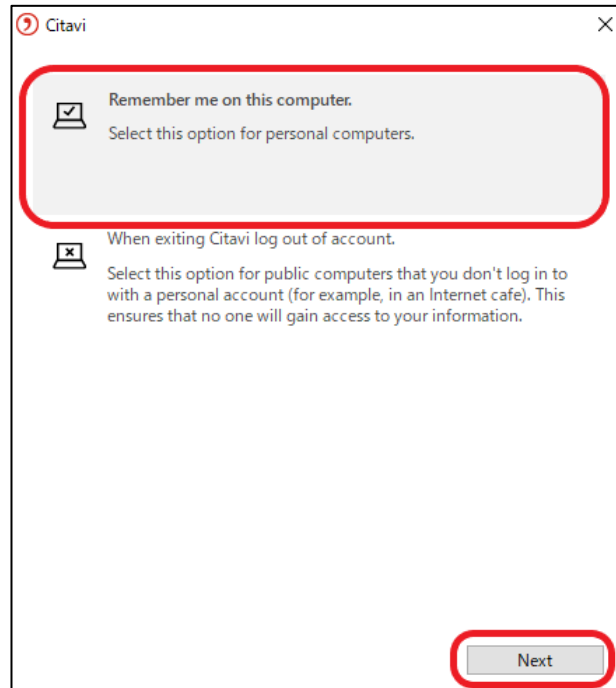 Citavi
Remember me on this computer.
Select this option for personal computers.
When exiting Citavi log out of account.
Select this option for public computers that you don't log in to
with a personal account (for example, in an Internet cafe). This
ensures that no one will gain access to your information.
Next